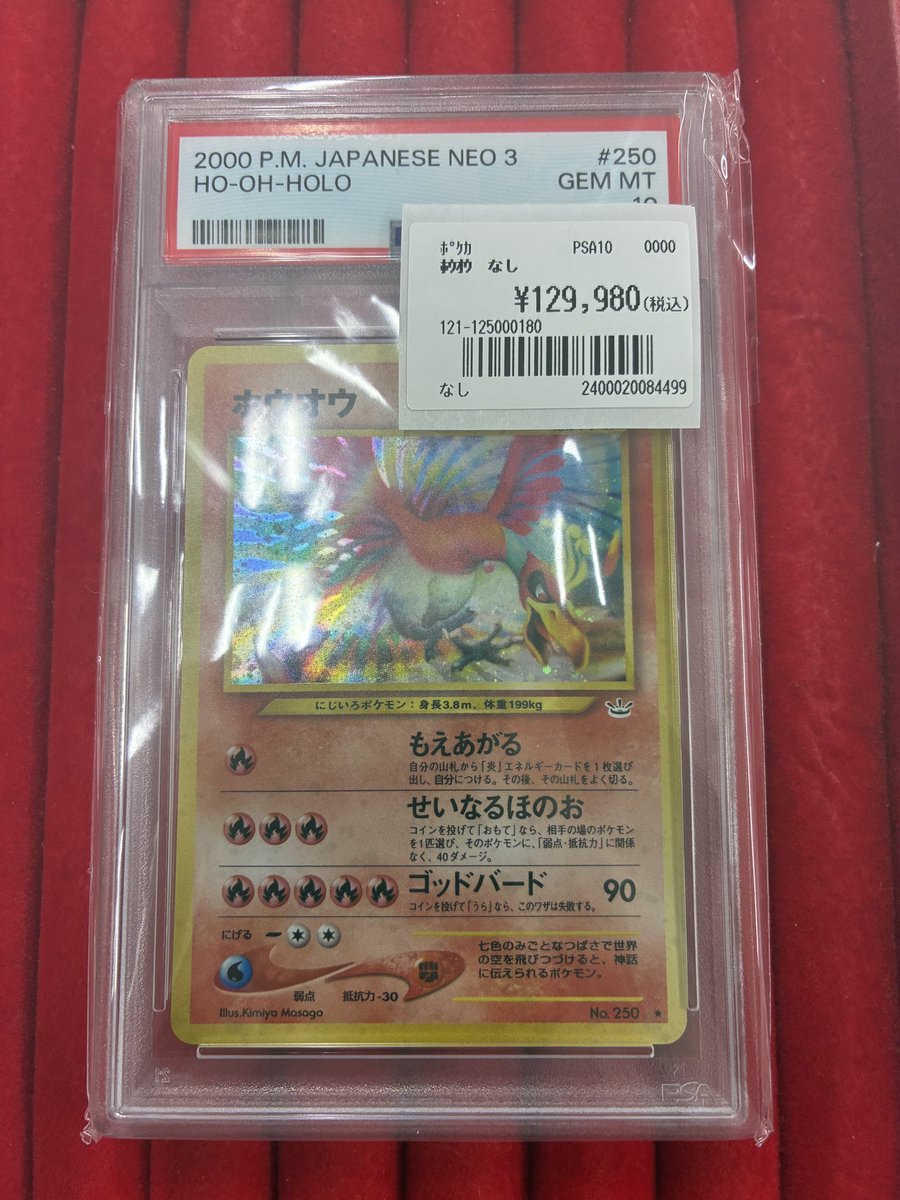 2000 P.M. JAPANESE NEO 3 #250
HO-OH-HOLO GEM MT
10
ﾎﾟｹｶ PSA10 0000
ﾎｳｵｳ なし
¥129,980(税込)
121-125000180
なし 2400020084499
ホウオウ
にじいろポケモン：身長3.8m、体重199kg
もえあがる
自分の山札から「炎」エネルギーカードを1枚選び
出し、自分につける。その後、その山札をよく切る。
せいなるほのお
コインを投げて「おもて」なら、相手の場のポケモン
を1匹選び、そのポケモンに、「弱点・抵抗力」に関係
なく、40ダメージ。
ゴッドバード 90
コインを投げて「うら」なら、このワザは失敗する。
にげる
弱点 抵抗力-30
七色のみごとなつばさで世界
の空を飛びつづけると、神話
に伝えられるポケモン。
Illus.Kimiya Masago No. 250 ★
PSA